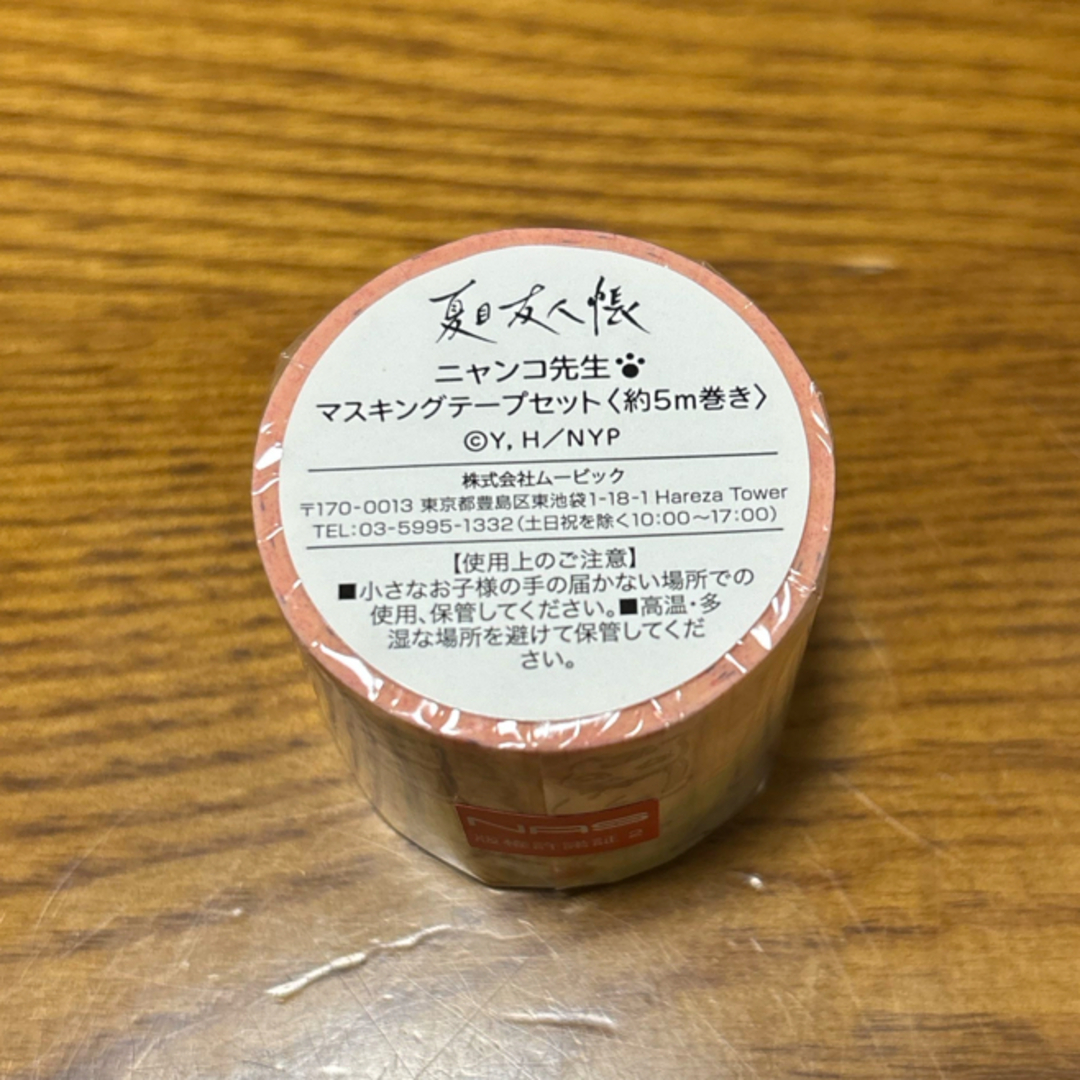 夏目友人帳
ニャンコ先生
マスキングテープセット〈約5m巻き〉
©Y, H/NYP
株式会社ムービック
〒170-0013 東京都豊島区東池袋1-18-1 Hareza Tower
TEL:03-5995-1332(土日祝を除く10:00~17:00)
【使用上のご注意】
■小さなお子様の手の届かない場所での
使用、保管してください。■高温・多
湿な場所を避けて保管してくだ
さい。
NAS